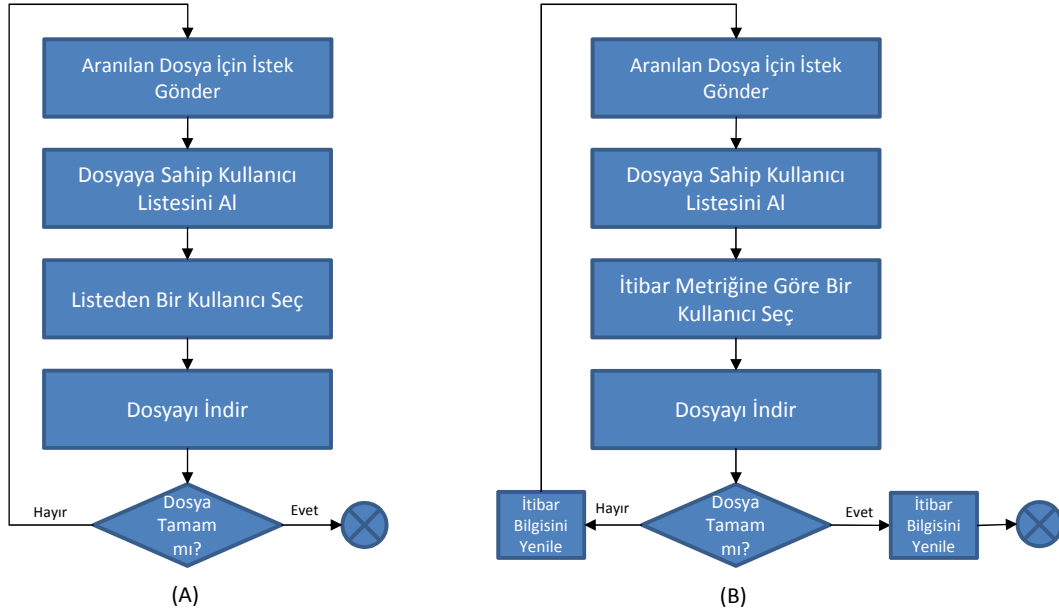 Aranılan Dosya İçin İstek
Gönder
Dosyaya Sahip Kullanıcı
Listesini Al
Listeden Bir Kullanıcı Seç
Dosyayı İndir
Dosya
Tamam
mı?
Hayır
Evet
(A)
Aranılan Dosya İçin İstek
Gönder
Dosyaya Sahip Kullanıcı
Listesini Al
İtibar Metriğine Göre Bir
Kullanıcı Seç
Dosyayı İndir
İtibar
Bilgisini
Yenile
Hayır
Dosya
Tamam
mı?
Evet
İtibar
Bilgisini
Yenile
(B)